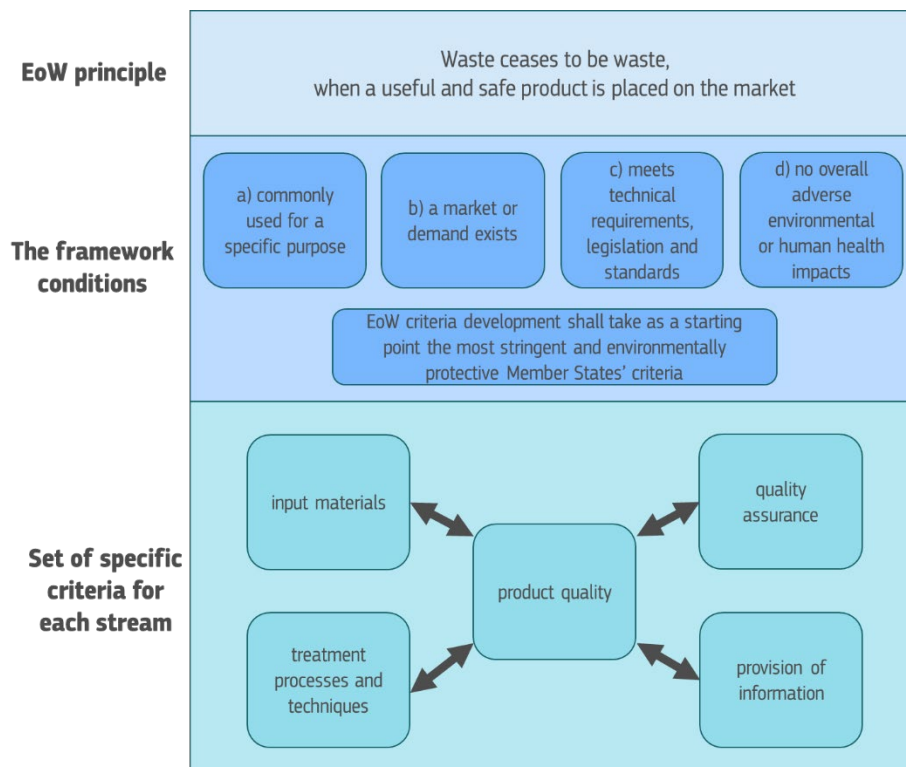 EoW principle
Waste ceases to be waste,
when a useful and safe product is placed on the market
The framework
conditions
a) commonly
used for a
specific purpose
b) a market or
demand exists
c) meets
technical
requirements,
legislation and
standards
d) no overall
adverse
environmental
or human health
impacts
EoW criteria development shall take as a starting
point the most stringent and environmentally
protective Member States' criteria
Set of specific
criteria for
each stream
input materials
quality
assurance
product quality
treatment
processes and
techniques
provision of
information